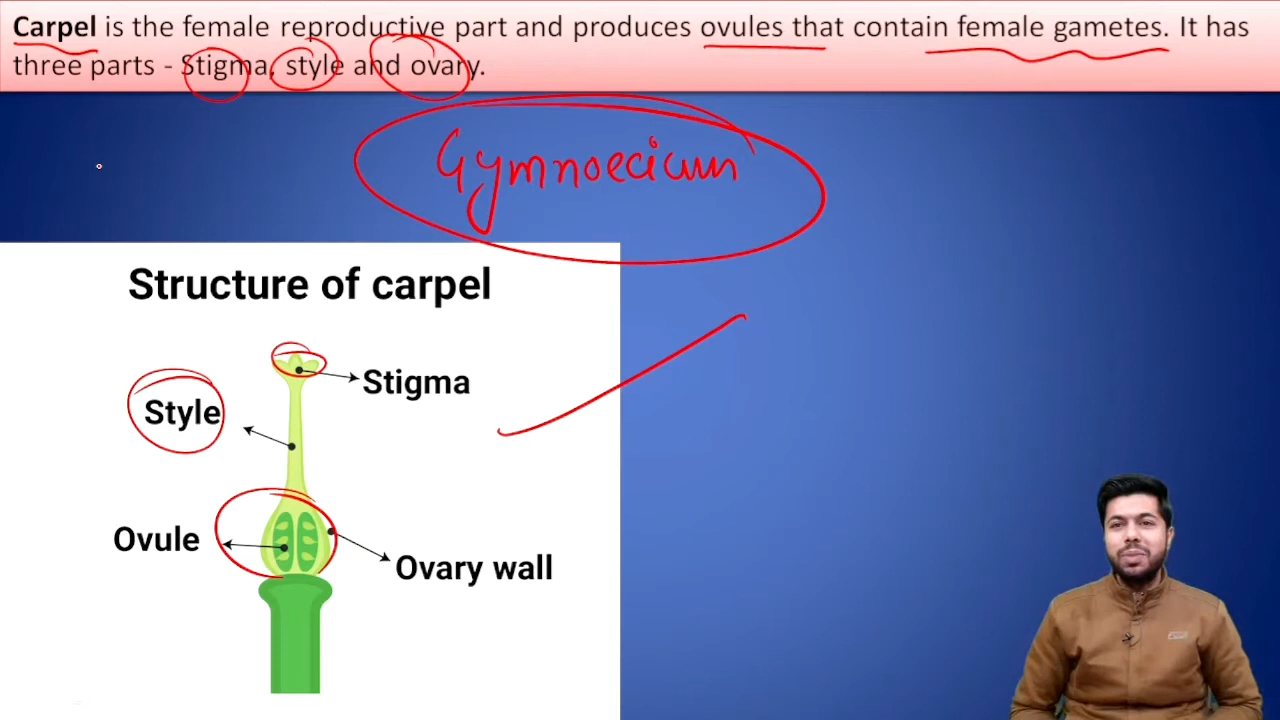 Carpel is the female reproductive part and produces ovules that contain female gametes. It has
three parts - Stigma, style and ovary.
Gymnoecium
Structure of carpel
Stigma
Style
Ovule
Ovary wall